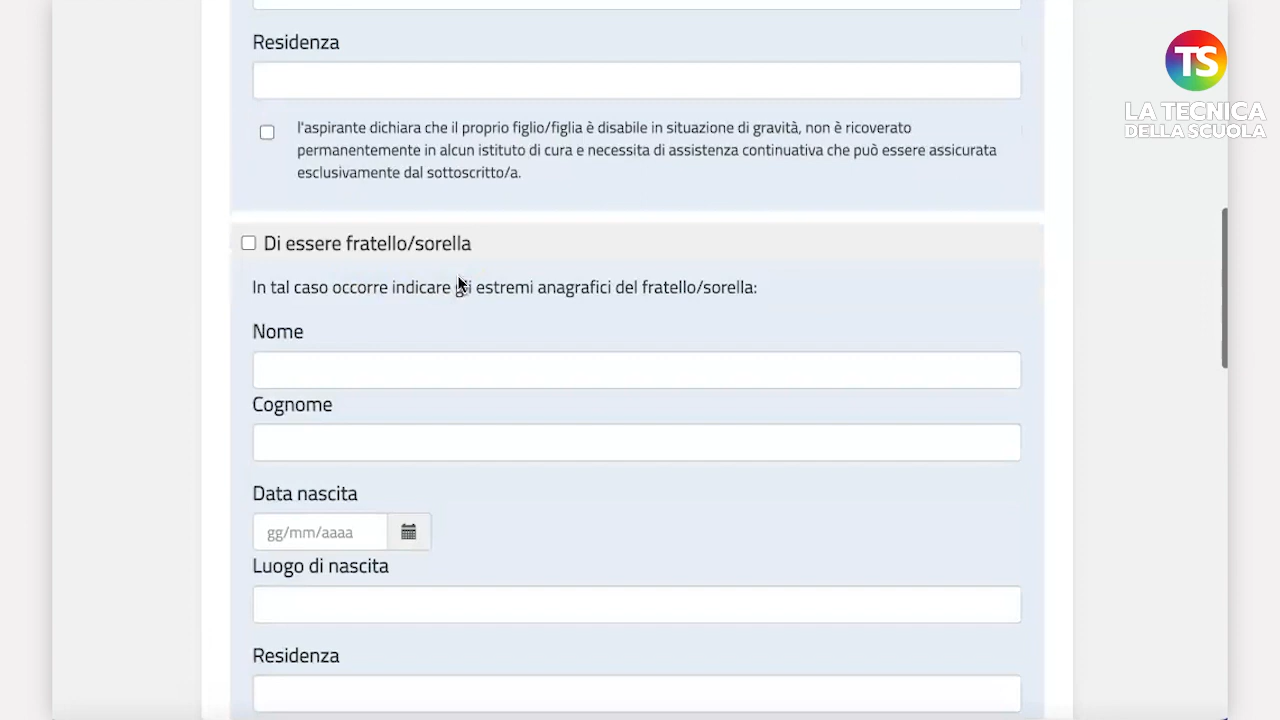 Residenza
TS
LA TECNICA
DELLA SCUOLA
l'aspirante dichiara che il proprio figlio/figlia è disabile in situazione di gravità, non è ricoverato
permanentemente in alcun istituto di cura e necessita di assistenza continuativa che può essere assicurata
esclusivamente dal sottoscritto/a.
Di essere fratello/sorella
In tal caso occorre indicare estremi anagrafici del fratello/sorella:
Nome
Cognome
Data nascita
gg/mm/aaaa
Luogo di nascita
Residenza